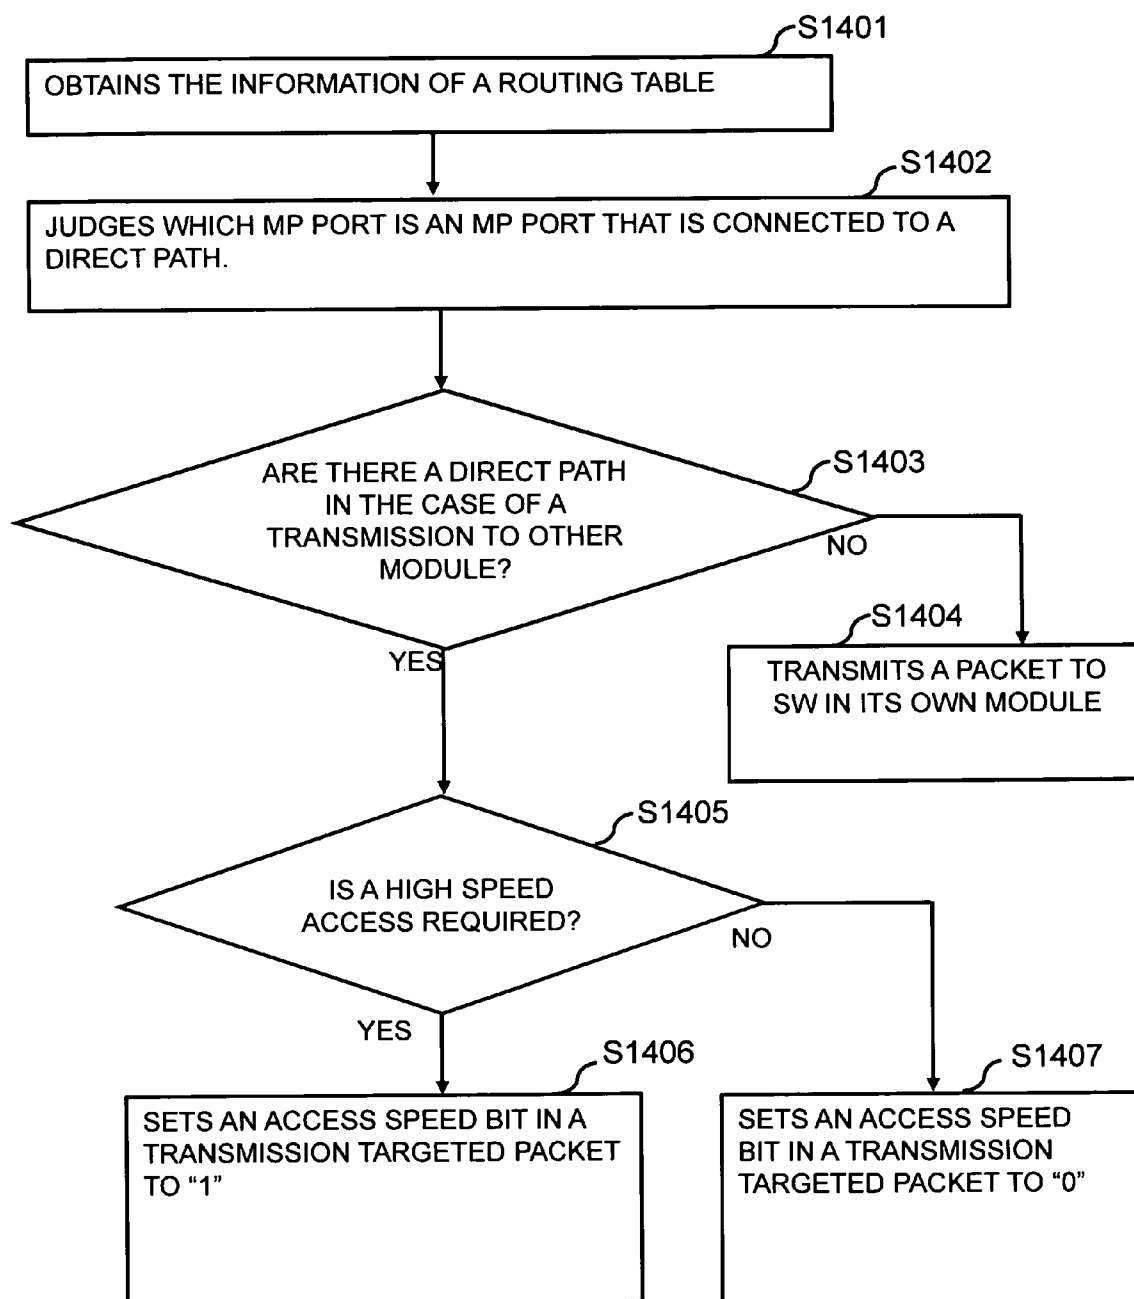 S1401
OBTAINS THE INFORMATION OF A ROUTING TABLE
S1402
JUDGES WHICH MP PORT IS AN MP PORT THAT IS CONNECTED TO A
DIRECT PATH.
S1403
ARE THERE A DIRECT PATH
IN THE CASE OF A
TRANSMISSION TO OTHER
MODULE?
NO
YES
S1404
TRANSMITS A PACKET TO
SW IN ITS OWN MODULE
S1405
IS A HIGH SPEED
ACCESS REQUIRED?
NO
YES
S1406
SETS AN ACCESS SPEED BIT IN A
TRANSMISSION TARGETED PACKET
TO “1”
S1407
SETS AN ACCESS SPEED
BIT IN A TRANSMISSION
TARGETED PACKET TO “0”